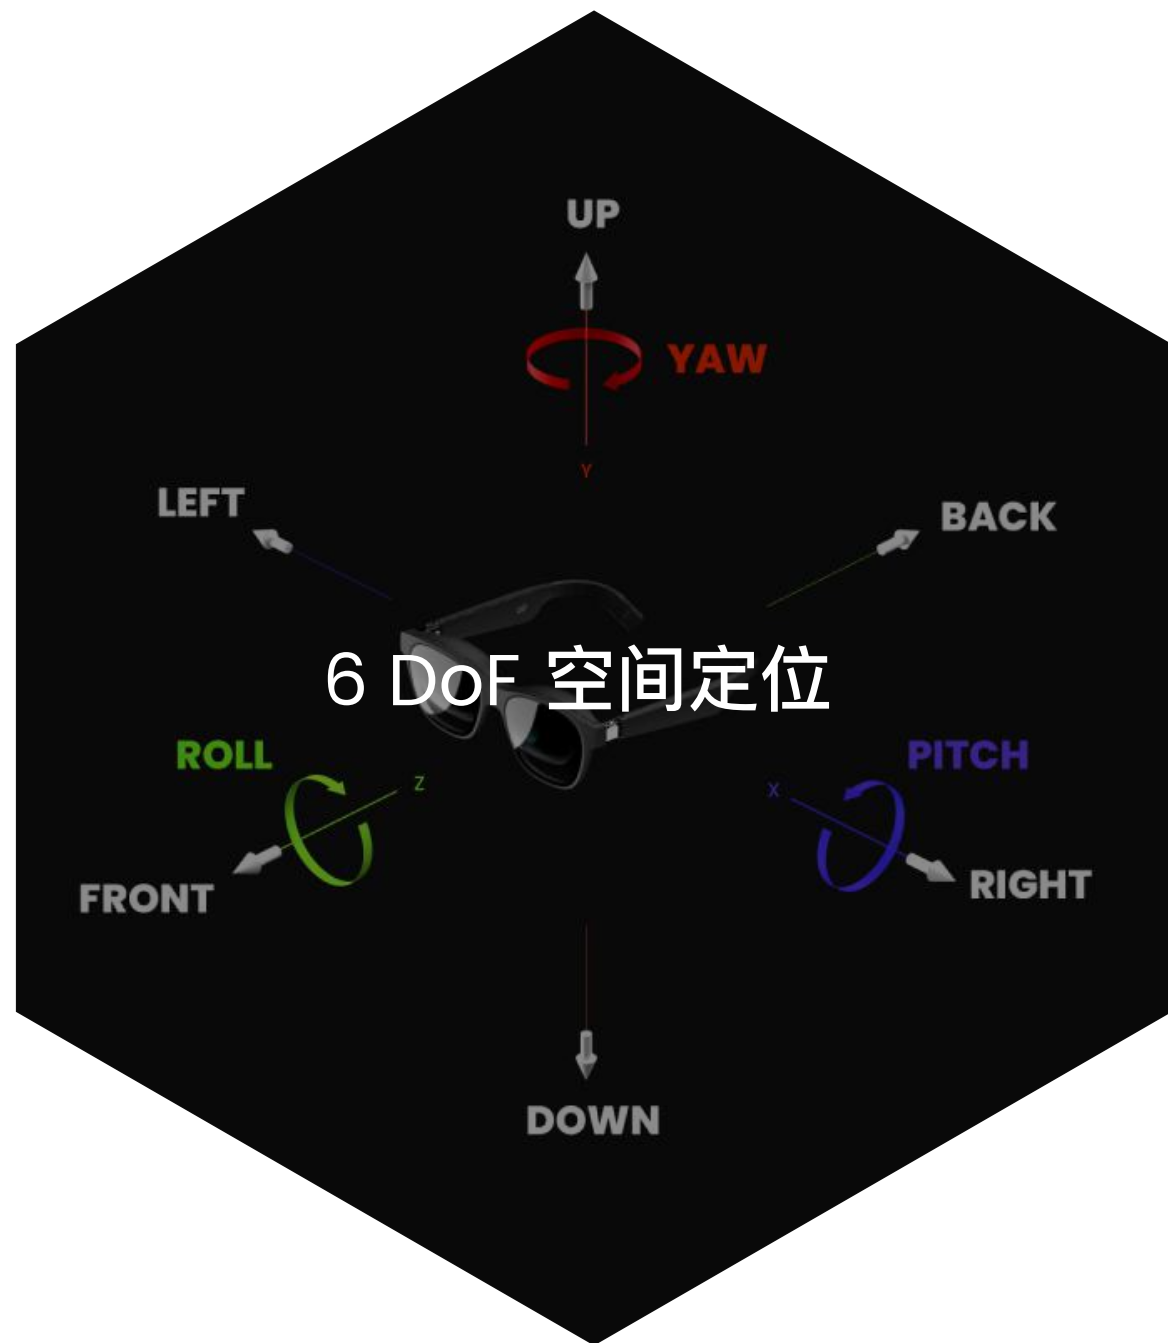 UP
YAW
Y
LEFT
BACK
6 DoF 空间定位
ROLL
Z
X
PITCH
FRONT
RIGHT
DOWN